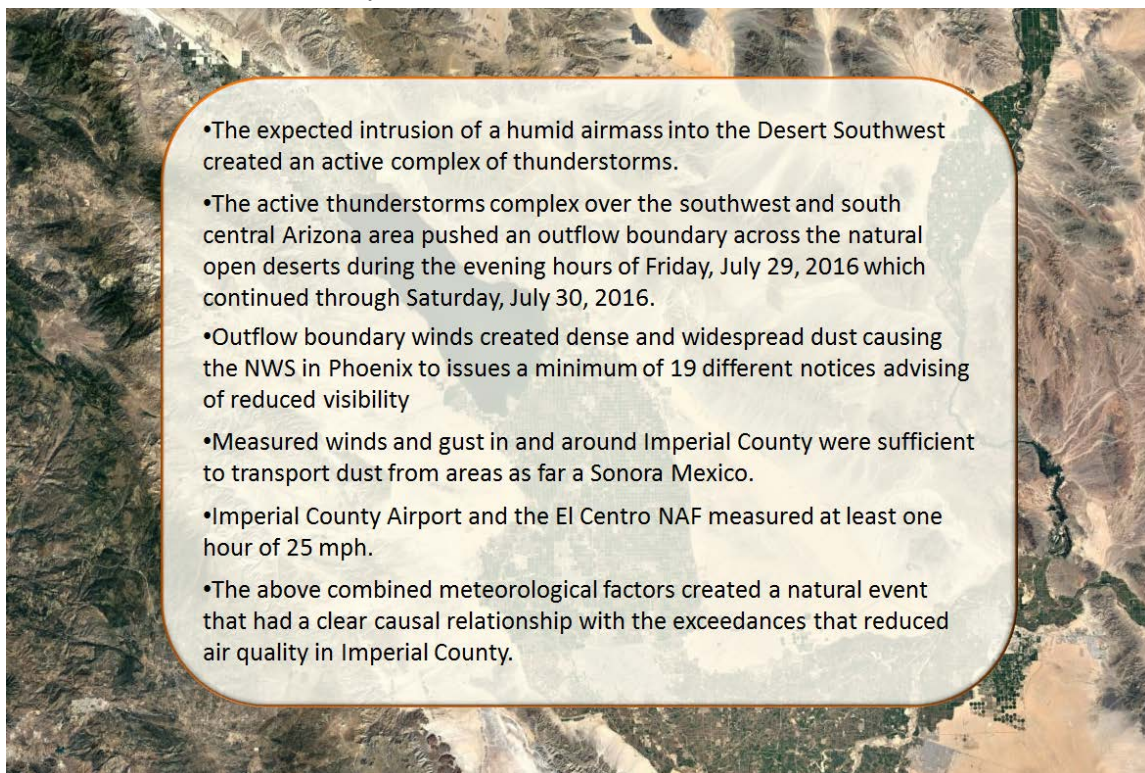 •The expected intrusion of a humid airmass into the Desert Southwest
created an active complex of thunderstorms.
•The active thunderstorms complex over the southwest and south
central Arizona area pushed an outflow boundary across the natural
open deserts during the evening hours of Friday, July 29, 2016 which
continued through Saturday, July 30, 2016.
•Outflow boundary winds created dense and widespread dust causing
the NWS in Phoenix to issues a minimum of 19 different notices advising
of reduced visibility
•Measured winds and gust in and around Imperial County were sufficient
to transport dust from areas as far a Sonora Mexico.
•Imperial County Airport and the El Centro NAF measured at least one
hour of 25 mph.
•The above combined meteorological factors created a natural event
that had a clear causal relationship with the exceedances that reduced
air quality in Imperial County.